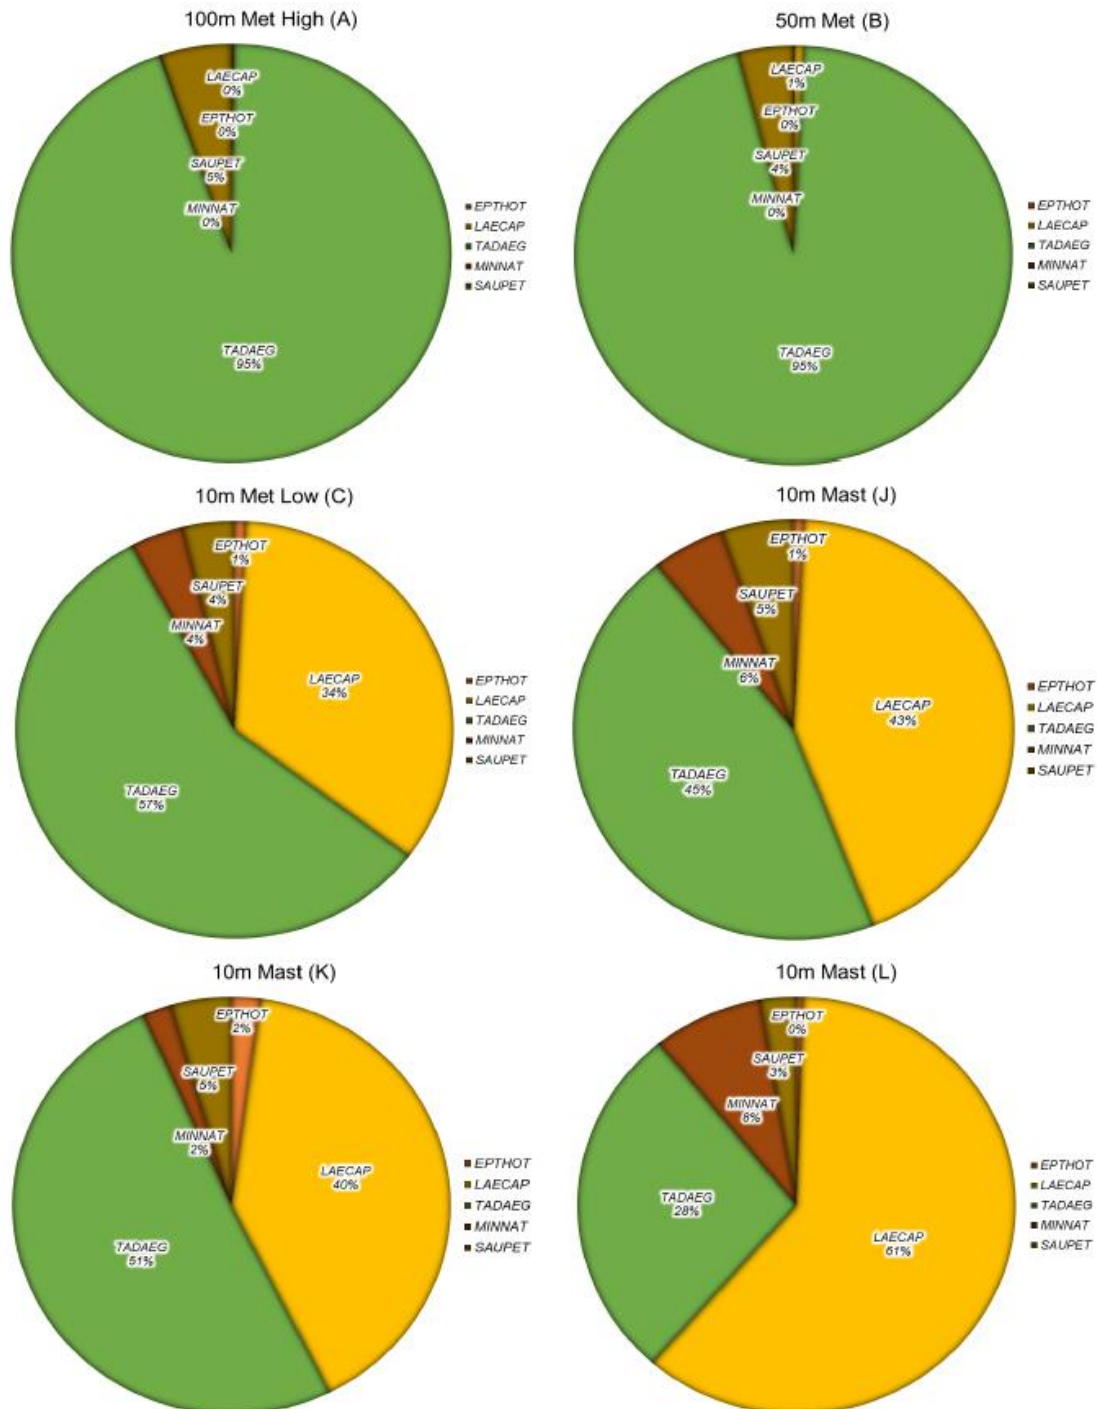 100m Met High (A)
LAECAP
0%
EPTHOT
0%
SAUPET
5%
MINNAT
0%
TADAEG
95%
EPTHOT
LAECAP
TADAEG
MINNAT
SAUPET
50m Met (B)
LAECAP
1%
EPTHOT
0%
SAUPET
4%
MINNAT
0%
TADAEG
95%
EPTHOT
LAECAP
TADAEG
MINNAT
SAUPET
10m Met Low (C)
EPTHOT
1%
SAUPET
4%
MINNAT
4%
LAECAP
34%
TADAEG
57%
EPTHOT
LAECAP
TADAEG
MINNAT
SAUPET
10m Mast (J)
EPTHOT
1%
SAUPET
5%
MINNAT
6%
LAECAP
43%
TADAEG
45%
EPTHOT
LAECAP
TADAEG
MINNAT
SAUPET
10m Mast (K)
EPTHOT
2%
SAUPET
5%
MINNAT
2%
LAECAP
40%
TADAEG
51%
EPTHOT
LAECAP
TADAEG
MINNAT
SAUPET
10m Mast (L)
EPTHOT
0%
SAUPET
3%
MINNAT
8%
TADAEG
28%
LAECAP
61%
EPTHOT
LAECAP
TADAEG
MINNAT
SAUPET